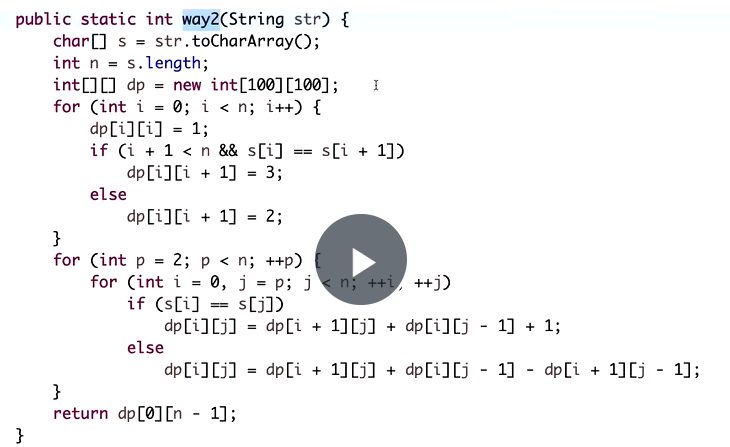 public static int way2(String str) {
    char[] s = str.toCharArray();
    int n = s.length;
    int[][] dp = new int[100][100];
    for (int i = 0; i < n; i++) {
        dp[i][i] = 1;
        if (i + 1 < n && s[i] == s[i + 1])
            dp[i][i + 1] = 3;
        else
            dp[i][i + 1] = 2;
    }
    for (int p = 2; p < n; ++p) {
        for (int i = 0, j = p; j < n; ++i, ++j)
            if (s[i] == s[j])
                dp[i][j] = dp[i + 1][j] + dp[i][j - 1] + 1;
            else
                dp[i][j] = dp[i + 1][j] + dp[i][j - 1] - dp[i + 1][j - 1];
    }
    return dp[0][n - 1];
}